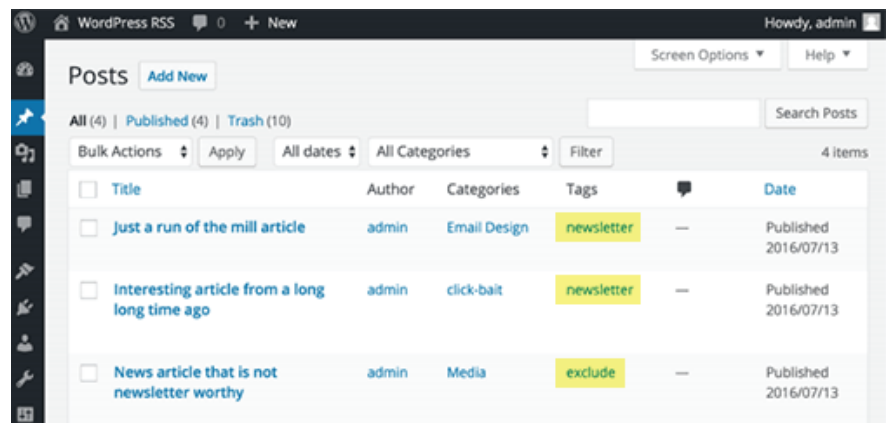 WordPress RSS 0 + New Howdy, admin
Screen Options ▼ Help ▼
Posts Add New
All (4) | Published (4) | Trash (10)
Search Posts
Bulk Actions Apply All dates All Categories Filter 4 items
Title Author Categories Tags Date
Just a run of the mill article admin Email Design newsletter — Published
2016/07/13
Interesting article from a long admin click-bait newsletter — Published
long time ago 2016/07/13
News article that is not admin Media exclude — Published
newsletter worthy 2016/07/13